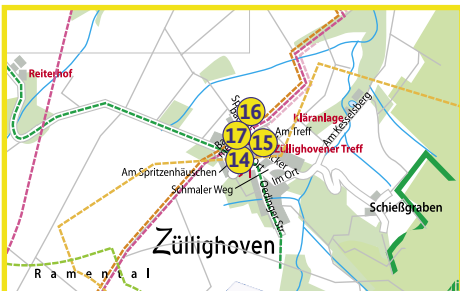 Reiterhof
16
Kläranlage
Am Kesselsberg
17
15
Am Treff
Züllighovener Treff
14
Am Spritzenhäuschen
Im Ort
Schmaler Weg
Oedinger Str.
Schießgraben
Züllighoven
Ramental